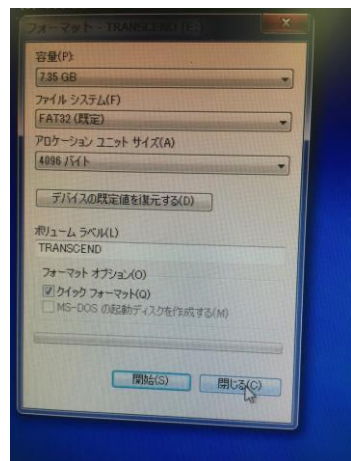 フォーマット - TRANSCEND (E:)
容量(P):
7.35 GB
ファイル システム(F)
FAT32 (既定)
アロケーション ユニット サイズ(A)
4096 バイト
デバイスの既定値を復元する(D)
ボリューム ラベル(L)
TRANSCEND
フォーマット オプション(O)
クイック フォーマット(Q)
MS-DOS の起動ディスクを作成する(M)
開始(S)
閉じる(C)